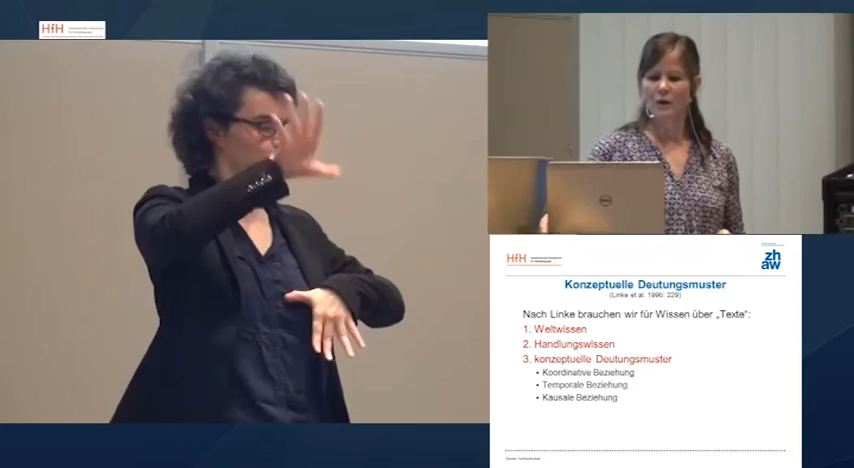 HfH
HfH
zh
aw
Konzeptuelle Deutungsmuster
(Linke et al. 1996: 229)
Nach Linke brauchen wir für Wissen über „Texte“:
1. Weltwissen
2. Handlungswissen
3. konzeptuelle Deutungsmuster
• Koordinative Beziehung
• Temporale Beziehung
• Kausale Beziehung
DELL